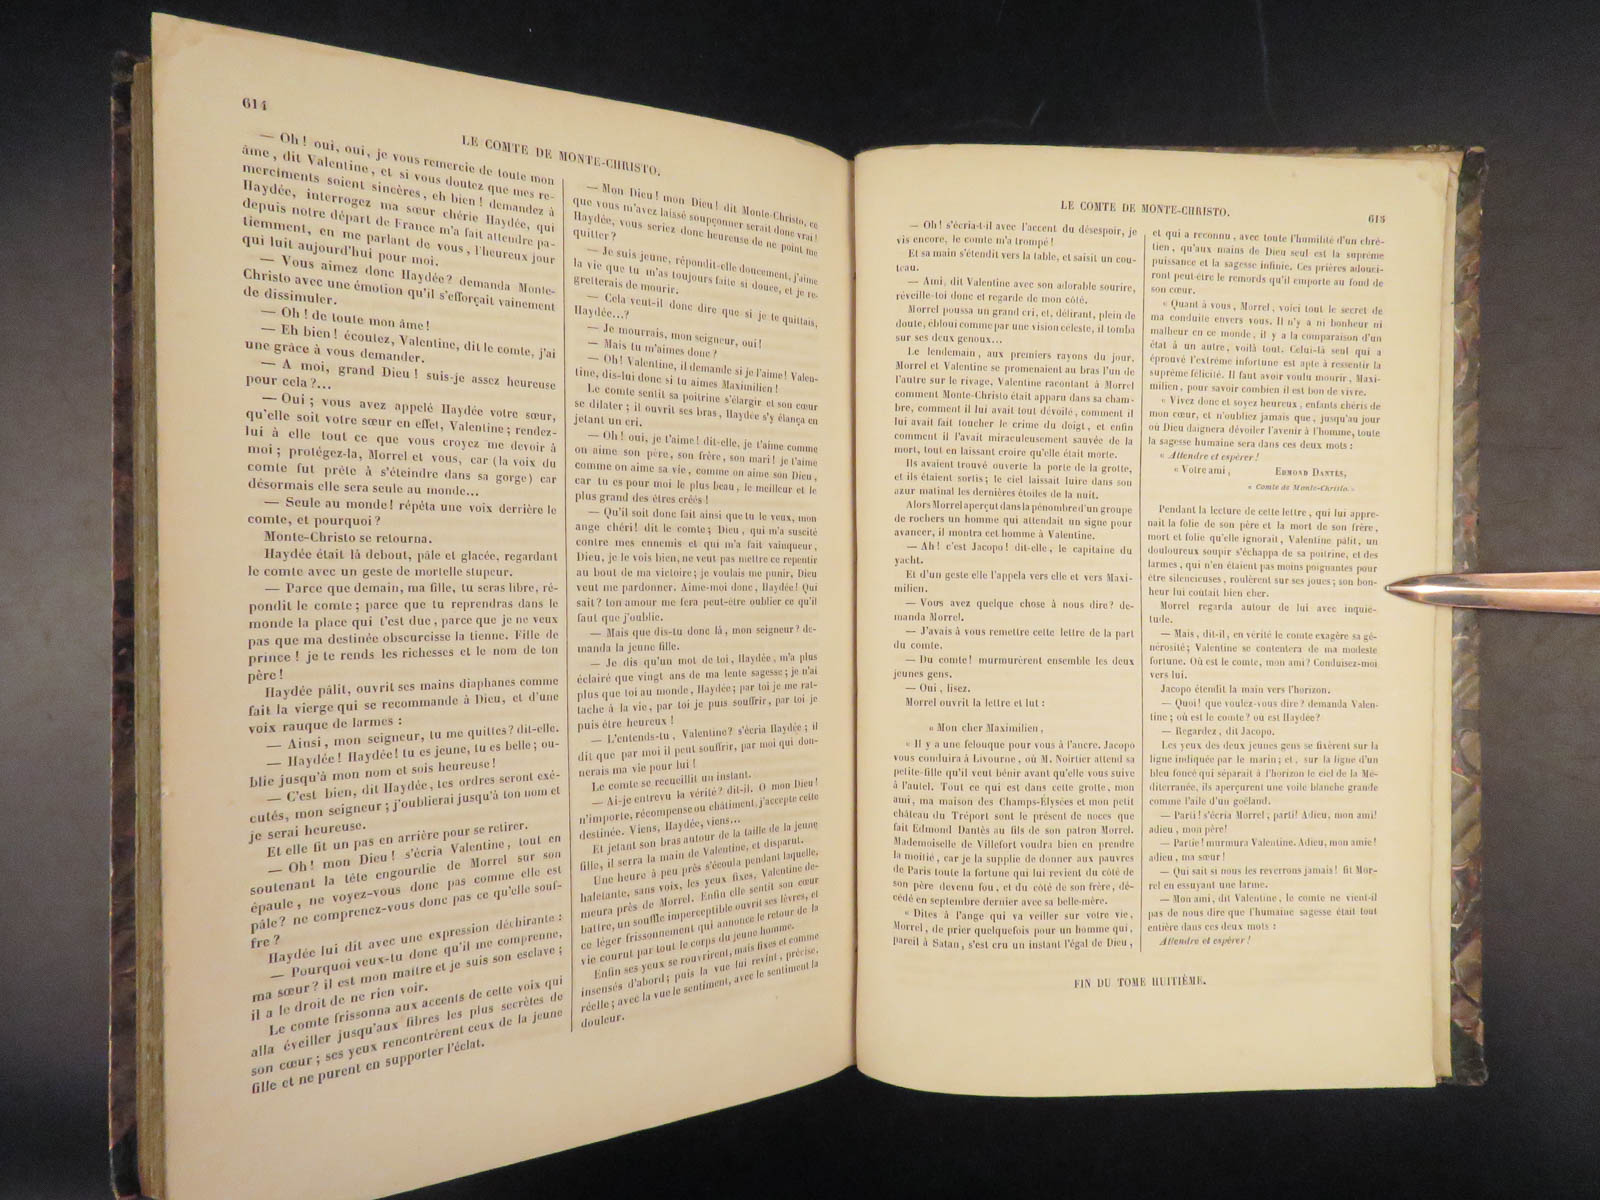 614
LE COMTE DE MONTE-CHRISTO.
— Oh ! oui, oui, je vous remercie de toute mon
âme, dit Valentine, et si vous doutez que mes re-
merciments soient sincères, eh bien ! demandez à
Haydée, interrogez ma sœur chérie Haydée, qui
depuis notre départ de France m'a fait attendre pa-
tiemment, en me parlant de vous, l'heureux jour
qui luit aujourd'hui pour moi.
— Vous aimez donc Haydée? demanda Monte-
Christo avec une émotion qu'il s'efforçait vainement
de dissimuler.
— Oh ! de toute mon âme !
— Eh bien ! écoutez, Valentine, dit le comte, j'ai
une grâce à vous demander.
— A moi, grand Dieu ! suis-je assez heureuse
pour cela ?...
— Oui ; vous avez appelé Haydée votre sœur,
qu'elle soit votre sœur en effet, Valentine ; rendez-
lui à elle tout ce que vous croyez me devoir à
moi ; protégez-la, Morrel et vous, car (la voix du
comte fut prête à s'éteindre dans sa gorge) car
désormais elle sera seule au monde...
— Seule au monde ! répéta une voix derrière le
comte, et pourquoi ?
Monte-Christo se retourna.
Haydée était là debout, pâle et glacée, regardant
le comte avec un geste de mortelle stupeur.
— Parce que demain, ma fille, tu seras libre, ré-
pondit le comte ; parce que tu reprendras dans le
monde la place qui t'est due, parce que je ne veux
pas que ma destinée obscurcisse la tienne. Fille de
prince ! je te rends les richesses et le nom de ton
père !
Haydée pâlit, ouvrit ses mains diaphanes comme
fait la vierge qui se recommande à Dieu, et d'une
voix rauque de larmes :
— Ainsi, mon seigneur, tu me quittes? dit-elle.
— Haydée ! Haydée ! tu es jeune, tu es belle ; ou-
blie jusqu'à mon nom et sois heureuse !
— C'est bien, dit Haydée, tes ordres seront exé-
cutés, mon seigneur ; j'oublierai jusqu'à ton nom et
je serai heureuse.
Et elle fit un pas en arrière pour se retirer.
— Oh ! mon Dieu ! s'écria Valentine, tout en
soutenant la tête engourdie de Morrel sur son
épaule, ne voyez-vous donc pas comme elle est
pâle? ne comprenez-vous donc pas ce qu'elle souf-
fre ?
Haydée lui dit avec une expression déchirante :
— Pourquoi veux-tu donc qu'il me comprenne,
ma sœur? il est mon maître et je suis son esclave ;
il a le droit de ne rien voir.
Le comte frissonna aux accents de cette voix qui
alla éveiller jusqu'aux fibres les plus secrètes de
son cœur ; ses yeux rencontrèrent ceux de la jeune
fille et ne purent en supporter l'éclat.
— Mon Dieu ! mon Dieu ! dit Monte-Christo, ce
que vous m'avez laissé soupçonner serait donc vrai !
Haydée, vous seriez donc heureuse de ne point me
quitter ?
— Je suis jeune, répondit-elle doucement, j'aime
la vie que tu m'as toujours faite si douce, et je re-
gretterais de mourir.
— Cela veut-il donc dire que si je te quittais,
Haydée...?
— Je mourrais, mon seigneur, oui !
— Mais tu m'aimes donc ?
— Oh ! Valentine, il demande si je l'aime ! Valen-
tine, dis-lui donc si tu aimes Maximilien !
Le comte sentit sa poitrine s'élargir et son cœur
se dilater ; il ouvrit ses bras, Haydée s'y élança en
jetant un cri.
— Oh ! oui, je t'aime ! dit-elle, je t'aime comme
on aime son père, son frère, son mari ! je t'aime
comme on aime sa vie, comme on aime son Dieu,
car tu es pour moi le plus beau, le meilleur et le
plus grand des êtres créés !
— Qu'il soit donc fait ainsi que tu le veux, mon
ange chéri ! dit le comte ; Dieu, qui m'a suscité
contre mes ennemis et qui m'a fait vainqueur,
Dieu, je le vois bien, ne veut pas mettre ce repentir
au bout de ma victoire ; je voulais me punir, Dieu
veut me pardonner. Aime-moi donc, Haydée ! Qui
sait ? ton amour me fera peut-être oublier ce qu'il
faut que j'oublie.
— Mais que dis-tu donc là, mon seigneur? de-
manda la jeune fille.
— Je dis qu'un mot de toi, Haydée, m'a plus
éclairé que vingt ans de ma lente sagesse ; je n'ai
plus que toi au monde, Haydée ; par toi je me rat-
tache à la vie, par toi je puis souffrir, par toi je
puis être heureux !
— L'entends-tu, Valentine? s'écria Haydée ; il
dit que par moi il peut souffrir, par moi qui don-
nerais ma vie pour lui !
Le comte se recueillit un instant.
— Ai-je entrevu la vérité? dit-il. O mon Dieu !
n'importe, récompense ou châtiment, j'accepte cette
destinée. Viens, Haydée, viens...
Et jetant son bras autour de la taille de la jeune
fille, il serra la main de Valentine, et disparut.
Une heure à peu près s'écoula pendant laquelle,
haletante, sans voix, les yeux fixes, Valentine de-
meura près de Morrel. Enfin elle sentit son cœur
battre, un souffle imperceptible ouvrit ses lèvres, et
ce léger frissonnement qui annonce le retour de la
vie courut par tout le corps du jeune homme.
Enfin ses yeux se rouvrirent, mais fixes et comme
insensés d'abord ; puis la vue lui revint, précise,
réelle ; avec la vue le sentiment, avec le sentiment la
douleur.
LE COMTE DE MONTE-CHRISTO.
615
— Oh ! s'écria-t-il avec l'accent du désespoir, je
vis encore, le comte m'a trompé !
Et sa main s'étendit vers la table, et saisit un cou-
teau.
— Ami, dit Valentine avec son adorable sourire,
réveille-toi donc et regarde de mon côté.
Morrel poussa un grand cri, et, délirant, plein de
doute, ébloui comme par une vision céleste, il tomba
sur ses deux genoux...
Le lendemain, aux premiers rayons du jour,
Morrel et Valentine se promenaient au bras l'un de
l'autre sur le rivage, Valentine racontant à Morrel
comment Monte-Christo était apparu dans sa cham-
bre, comment il lui avait tout dévoilé, comment il
lui avait fait toucher le crime du doigt, et enfin
comment il l'avait miraculeusement sauvée de la
mort, tout en laissant croire qu'elle était morte.
Ils avaient trouvé ouverte la porte de la grotte,
et ils étaient sortis ; le ciel laissait luire dans son
azur matinal les dernières étoiles de la nuit.
Alors Morrel aperçut dans la pénombre d'un groupe
de rochers un homme qui attendait un signe pour
avancer, il montra cet homme à Valentine.
— Ah ! c'est Jacopo ! dit-elle, le capitaine du
yacht.
Et d'un geste elle l'appela vers elle et vers Maxi-
milien.
— Vous avez quelque chose à nous dire? de-
manda Morrel.
— J'avais à vous remettre cette lettre de la part
du comte.
— Du comte ! murmurèrent ensemble les deux
jeunes gens.
— Oui, lisez.
Morrel ouvrit la lettre et lut :
« Mon cher Maximilien,
« Il y a une felouque pour vous à l'ancre. Jacopo
vous conduira à Livourne, où M. Noirtier attend sa
petite-fille qu'il veut bénir avant qu'elle vous suive
à l'autel. Tout ce qui est dans cette grotte, mon
ami, ma maison des Champs-Élysées et mon petit
château du Tréport sont le présent de noces que
fait Edmond Dantès au fils de son patron Morrel.
Mademoiselle de Villefort voudra bien en prendre
la moitié, car je la supplie de donner aux pauvres
de Paris toute la fortune qui lui revient du côté de
son père devenu fou, et du côté de son frère, dé-
cédé en septembre dernier avec sa belle-mère.
« Dites à l'ange qui va veiller sur votre vie,
Morrel, de prier quelquefois pour un homme qui,
pareil à Satan, s'est cru un instant l'égal de Dieu,
et qui a reconnu, avec toute l'humilité d'un chré-
tien, qu'aux mains de Dieu seul est la suprême
puissance et la sagesse infinie. Ces prières adouci-
ront peut-être le remords qu'il emporte au fond de
son cœur.
« Quant à vous, Morrel, voici tout le secret de
ma conduite envers vous. Il n'y a ni bonheur ni
malheur en ce monde, il y a la comparaison d'un
état à un autre, voilà tout. Celui-là seul qui a
éprouvé l'extrême infortune est apte à ressentir la
suprême félicité. Il faut avoir voulu mourir, Maxi-
milien, pour savoir combien il est bon de vivre.
« Vivez donc et soyez heureux, enfants chéris de
mon cœur, et n'oubliez jamais que, jusqu'au jour
où Dieu daignera dévoiler l'avenir à l'homme, toute
la sagesse humaine sera dans ces deux mots :
« Attendre et espérer !
« Votre ami, EDMOND DANTÈS,
« Comte de Monte-Christo. »
Pendant la lecture de cette lettre, qui lui appre-
nait la folie de son père et la mort de son frère,
mort et folie qu'elle ignorait, Valentine pâlit, un
douloureux soupir s'échappa de sa poitrine, et des
larmes, qui n'en étaient pas moins poignantes pour
être silencieuses, roulèrent sur ses joues ; son bon-
heur lui coûtait bien cher.
Morrel regarda autour de lui avec inquié-
tude.
— Mais, dit-il, en vérité le comte exagère sa gé-
nérosité ; Valentine se contentera de ma modeste
fortune. Où est le comte, mon ami? Conduisez-moi
vers lui.
Jacopo étendit la main vers l'horizon.
— Quoi ! que voulez-vous dire? demanda Valen-
tine ; où est le comte? ou est Haydée?
— Regardez, dit Jacopo.
Les yeux des deux jeunes gens se fixèrent sur la
ligne indiquée par le marin ; et, sur la ligne d'un
bleu foncé qui séparait à l'horizon le ciel de la Mé-
diterranée, ils aperçurent une voile blanche grande
comme l'aile d'un goëland.
— Parti ! s'écria Morrel ; parti ! Adieu, mon ami !
adieu, mon père !
— Partie ! murmura Valentine. Adieu, mon amie !
adieu, ma sœur !
— Qui sait si nous les reverrons jamais ! fit Mor-
rel en essuyant une larme.
— Mon ami, dit Valentine, le comte ne vient-il
pas de nous dire que l'humaine sagesse était tout
entière dans ces deux mots :
Attendre et espérer !
FIN DU TOME HUITIÈME.